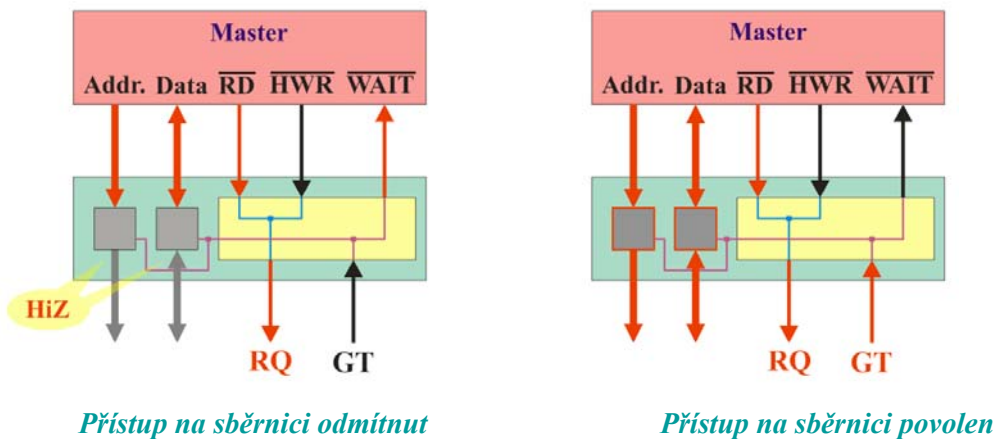 Master
Addr. Data RD HWR WAIT
HiZ
RQ GT
Přístup na sběrnici odmítnut
Master
Addr. Data RD HWR WAIT
RQ GT
Přístup na sběrnici povolen